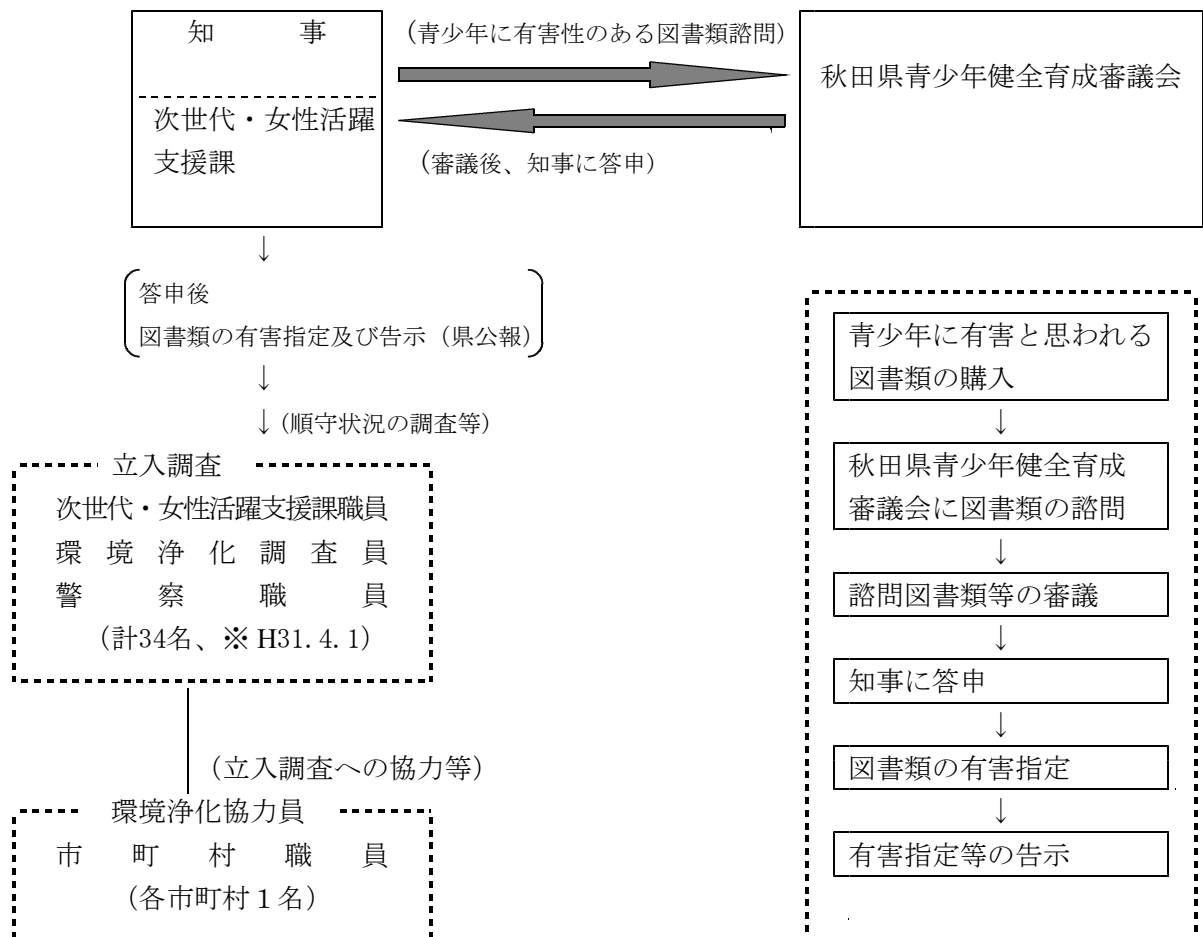 知 事
次世代・女性活躍
支援課
(青少年に有害性のある図書類諮問)
(審議後、知事に答申)
秋田県青少年健全育成審議会
↓
答申後
図書類の有害指定及び告示(県公報)
↓
↓(順守状況の調査等)
立入調査
次世代・女性活躍支援課職員
環境浄化調査員
警察職員
(計34名、※H31.4.1)
(立入調査への協力等)
環境浄化協力員
市町村職員
(各市町村1名)
青少年に有害と思われる
図書類の購入
↓
秋田県青少年健全育成
審議会に図書類の諮問
↓
諮問図書類等の審議
↓
知事に答申
↓
図書類の有害指定
↓
有害指定等の告示